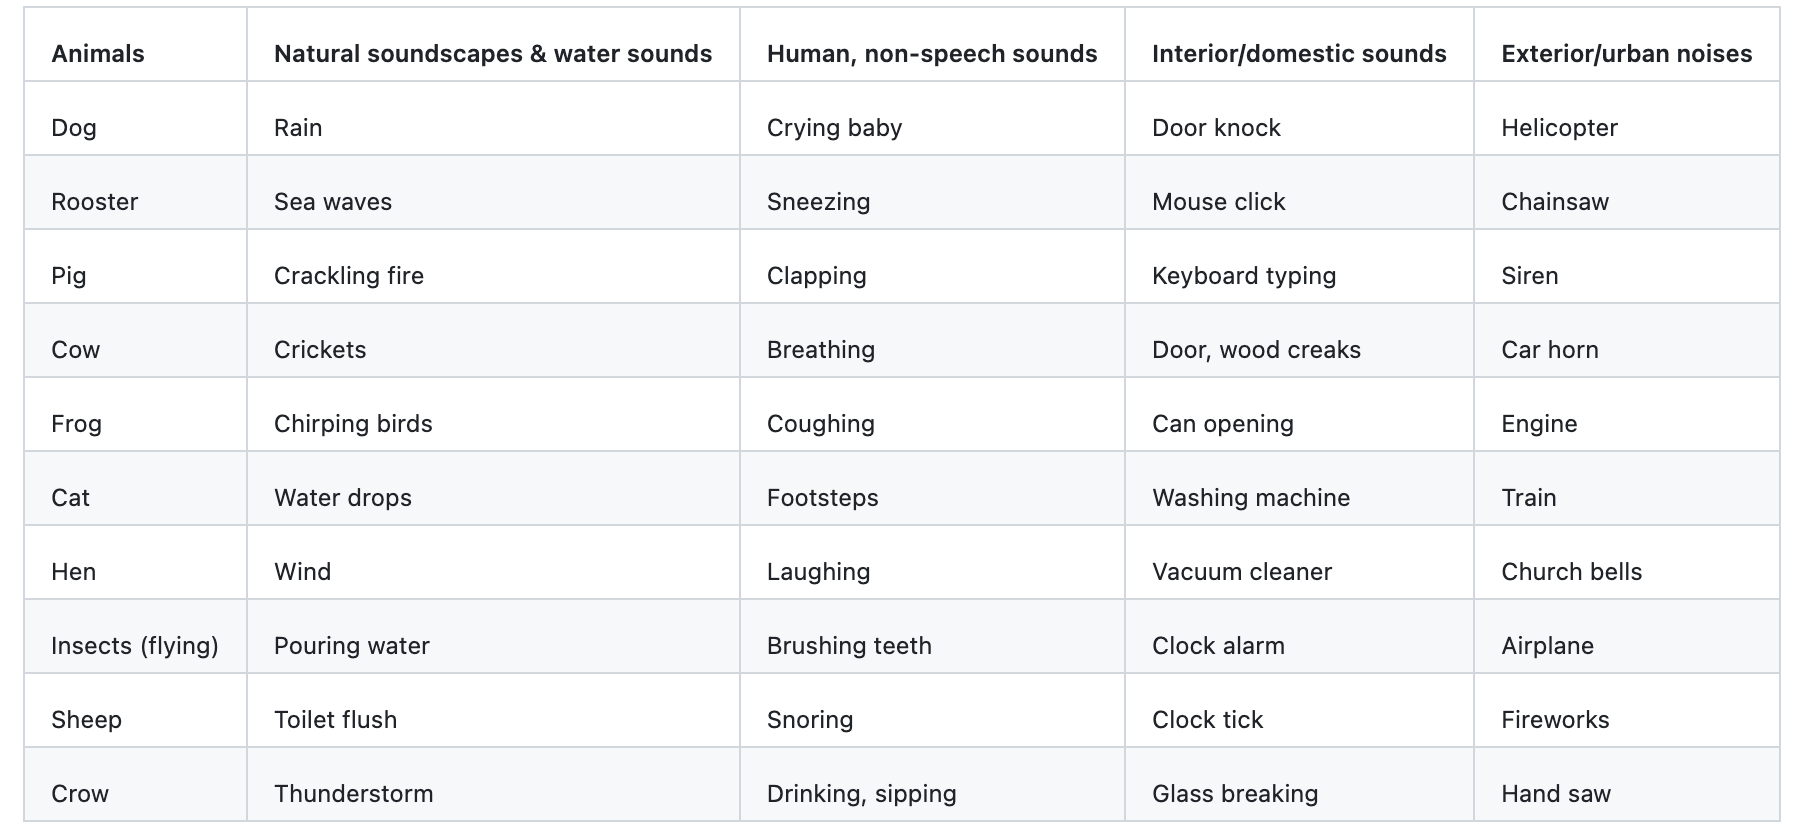 Animals Natural soundscapes & water sounds Human, non-speech sounds Interior/domestic sounds Exterior/urban noises
Dog Rain Crying baby Door knock Helicopter
Rooster Sea waves Sneezing Mouse click Chainsaw
Pig Crackling fire Clapping Keyboard typing Siren
Cow Crickets Breathing Door, wood creaks Car horn
Frog Chirping birds Coughing Can opening Engine
Cat Water drops Footsteps Washing machine Train
Hen Wind Laughing Vacuum cleaner Church bells
Insects (flying) Pouring water Brushing teeth Clock alarm Airplane
Sheep Toilet flush Snoring Clock tick Fireworks
Crow Thunderstorm Drinking, sipping Glass breaking Hand saw